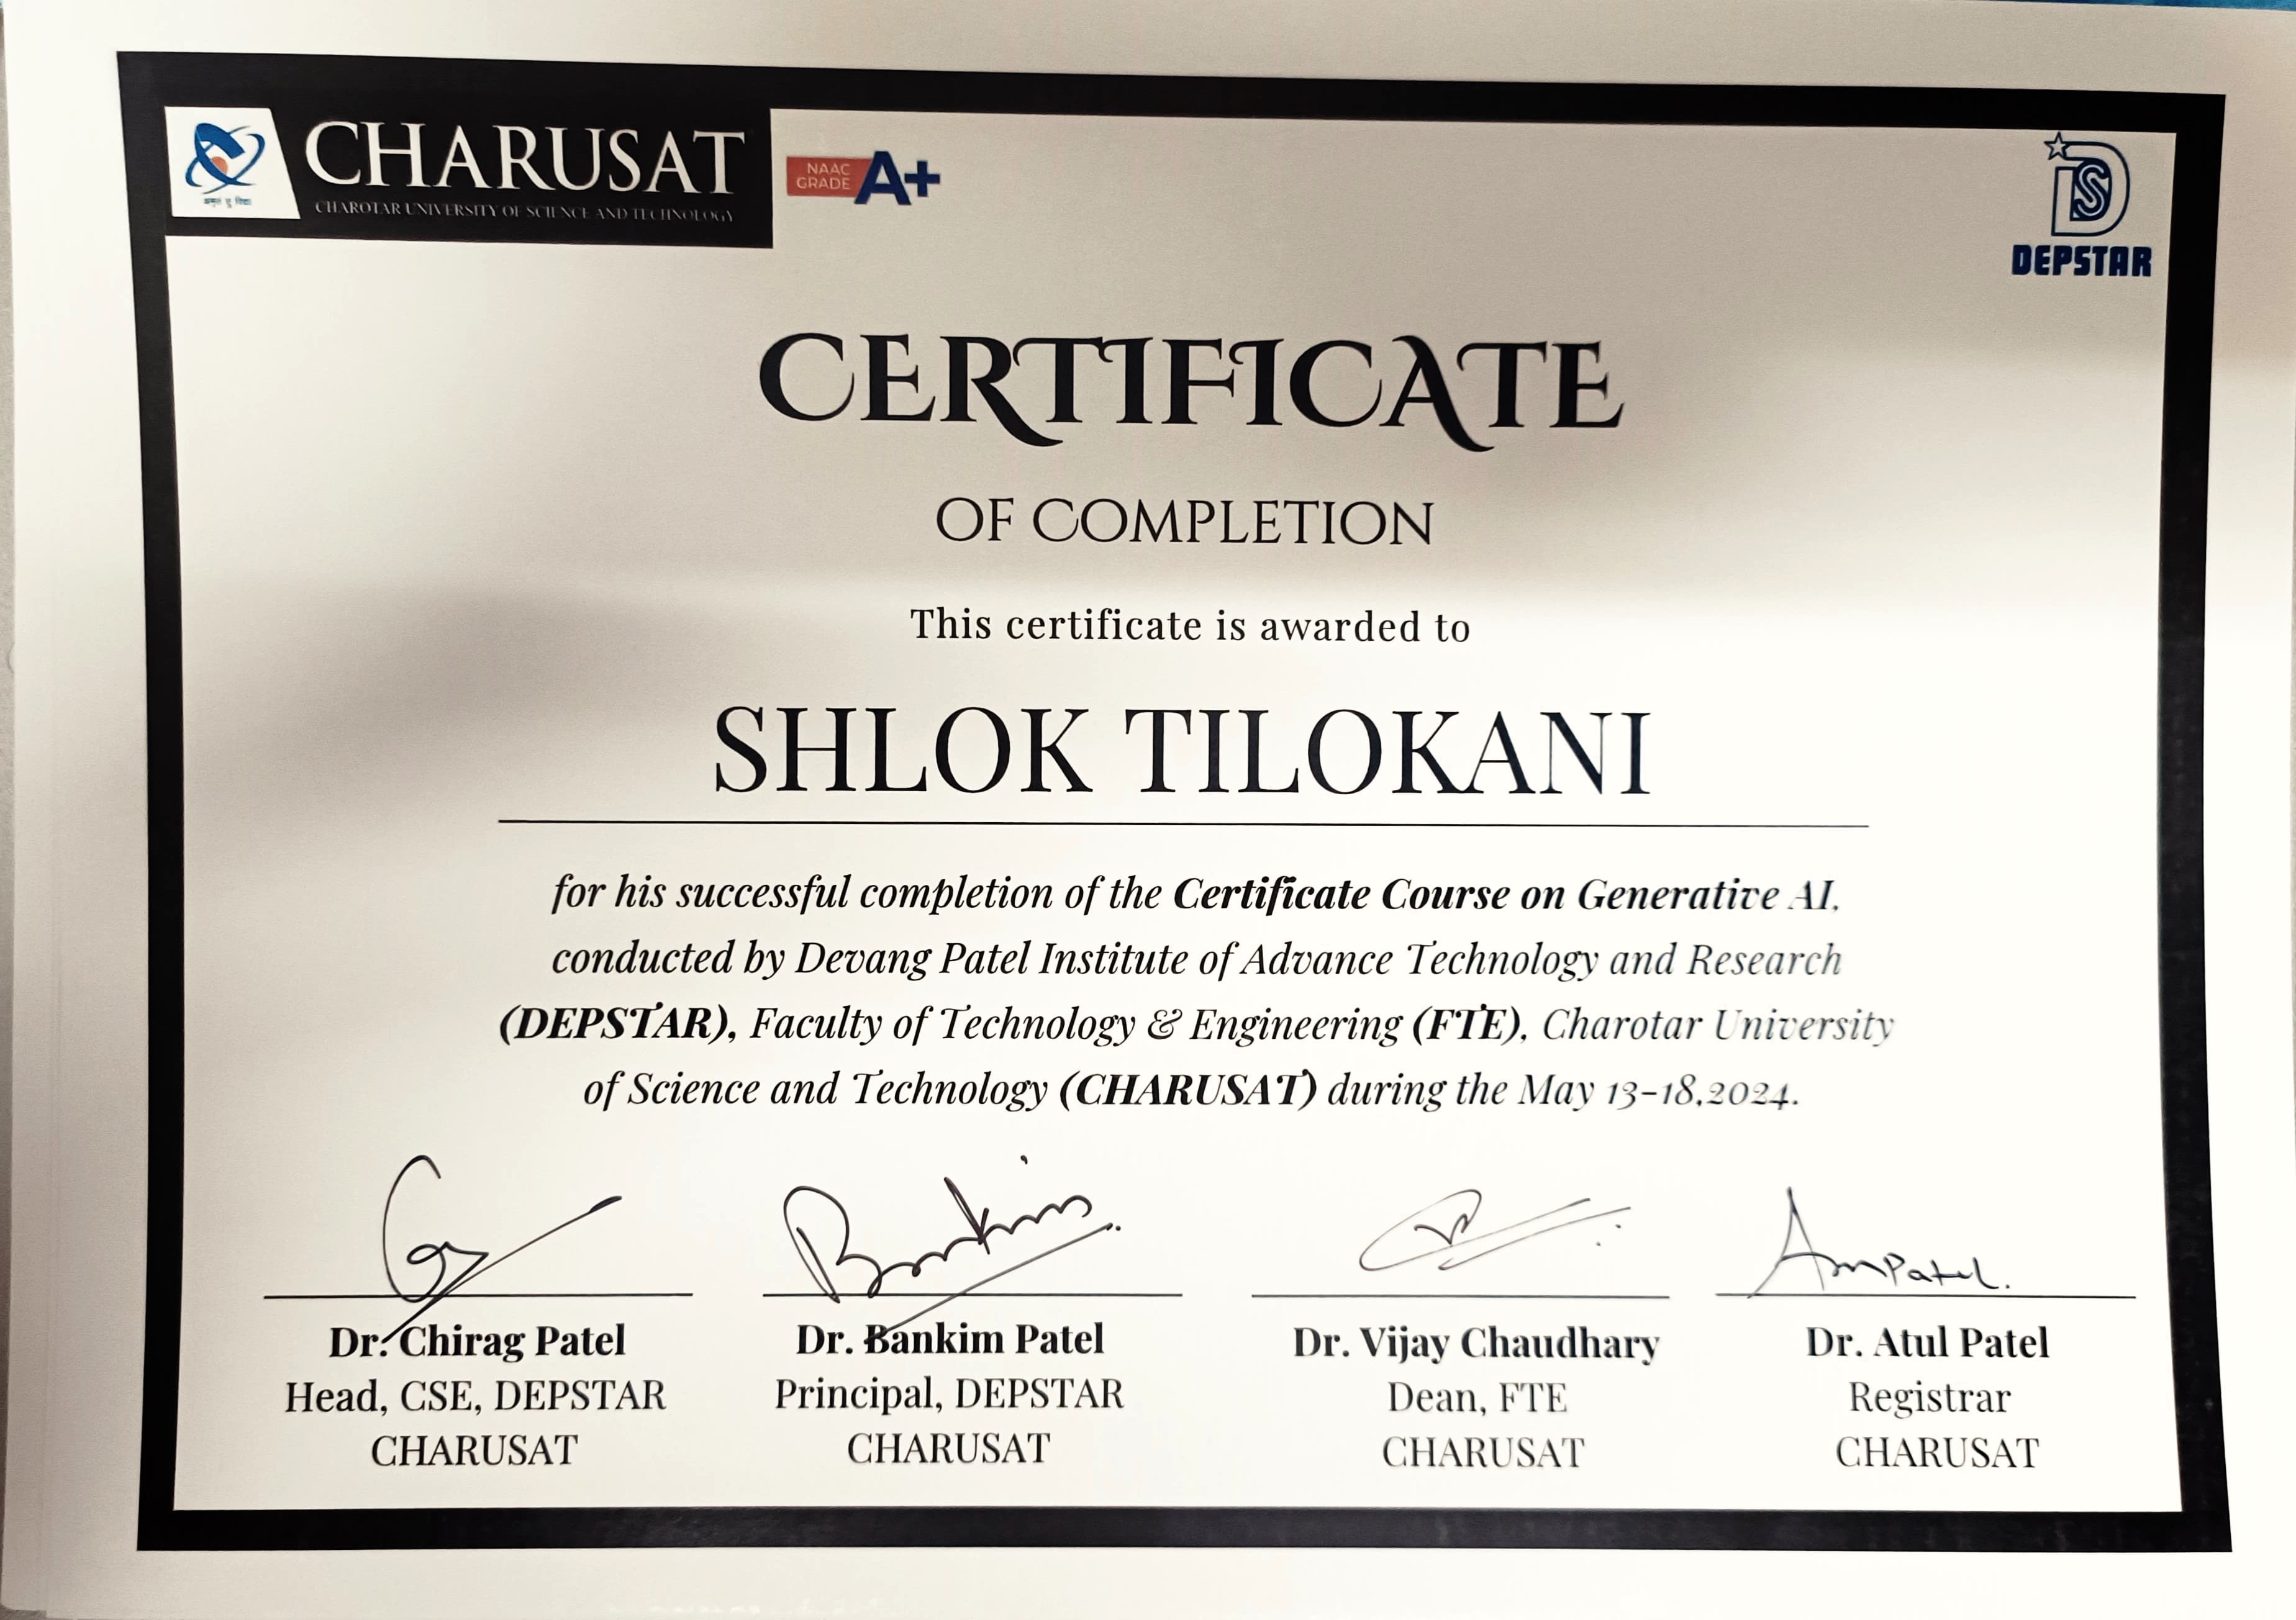 CHARUSAT
CHAROTAR UNIVERSITY OF SCIENCE AND TECHNOLOGY
अमृतं तु विद्या
NAAC
GRADE
A+
DEPSTAR
CERTIFICATE
OF COMPLETION
This certificate is awarded to
SHLOK TILOKANI
for his successful completion of the Certificate Course on Generative AI,
conducted by Devang Patel Institute of Advance Technology and Research
(DEPSTAR), Faculty of Technology & Engineering (FTE), Charotar University
of Science and Technology (CHARUSAT) during the May 13-18,2024.
Bankim
AmPatel.
Dr. Chirag Patel
Head, CSE, DEPSTAR
CHARUSAT
Dr. Bankim Patel
Principal, DEPSTAR
CHARUSAT
Dr. Vijay Chaudhary
Dean, FTE
CHARUSAT
Dr. Atul Patel
Registrar
CHARUSAT